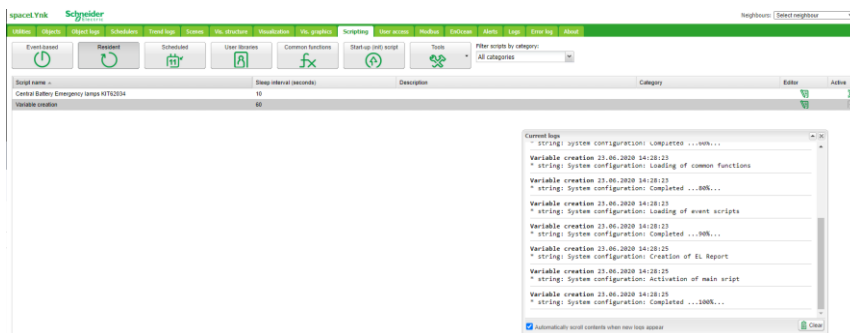 spaceLYnk Schneider Electric Neighbours: Select neighbour
Utilities Objects Object logs Schedulers Trend logs Scenes Vis. structure Visualization Vis. graphics Scripting User access Modbus EnOcean Alerts Logs Error log About
Event-based Resident Scheduled User libraries Common functions Start-up (init) script Tools Filter scripts by category:
All categories
Script name Sleep interval (seconds) Description Category Editor Active
Central Battery Emergency lamps KIT62034 10
Variable creation 60
Current logs
* string: System configuration: Completed ...60%...
Variable creation 23.06.2020 14:28:23
* string: System configuration: Loading of common functions
Variable creation 23.06.2020 14:28:23
* string: System configuration: Completed ...80%...
Variable creation 23.06.2020 14:28:23
* string: System configuration: Loading of event scripts
Variable creation 23.06.2020 14:28:23
* string: System configuration: Completed ...90%...
Variable creation 23.06.2020 14:28:25
* string: System configuration: Creation of EL Report
Variable creation 23.06.2020 14:28:25
* string: System configuration: Activation of main sript
Variable creation 23.06.2020 14:28:25
* string: System configuration: Completed ...100%...
Automatically scroll contents when new logs appear Clear